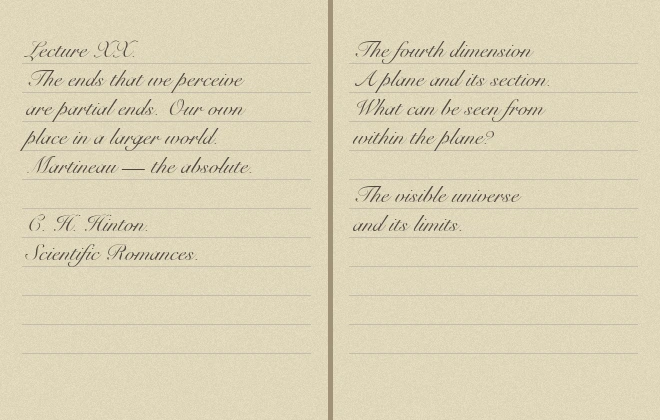 Lecture XX.
The ends that we perceive
are partial ends. Our own
place in a larger world.
Martineau — the absolute.
C. H. Hinton.
Scientific Romances.
The fourth dimension
A plane and its section.
What can be seen from
within the plane?
The visible universe
and its limits.